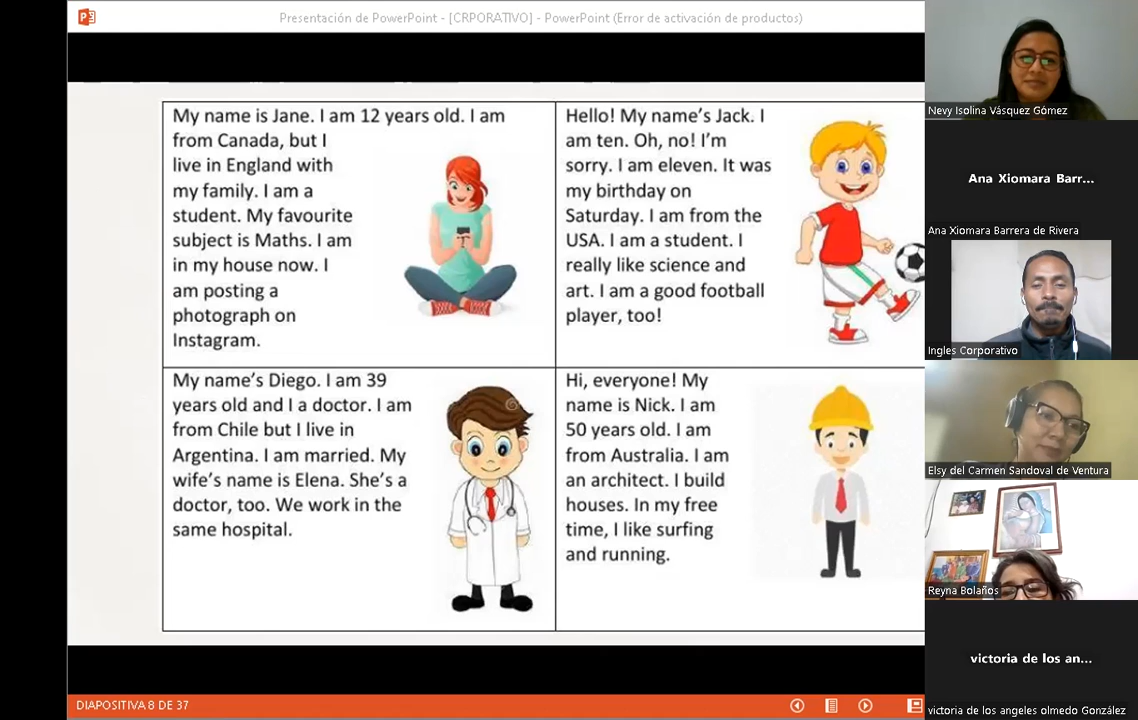 Presentación de PowerPoint - [CRPORATIVO] - PowerPoint (Error de activación de productos)
My name is Jane. I am 12 years old. I am
from Canada, but I
live in England with
my family. I am a
student. My favourite
subject is Maths. I am
in my house now. I
am posting a
photograph on
Instagram.
Hello! My name's Jack. I
am ten. Oh, no! I'm
sorry. I am eleven. It was
my birthday on
Saturday. I am from the
USA. I am a student. I
really like science and
art. I am a good football
player, too!
My name's Diego. I am 39
years old and I a doctor. I am
from Chile but I live in
Argentina. I am married. My
wife's name is Elena. She's a
doctor, too. We work in the
same hospital.
Hi, everyone! My
name is Nick. I am
50 years old. I am
from Australia. I am
an architect. I build
houses. In my free
time, I like surfing
and running.
DIAPOSITIVA 8 DE 37
Nevy Isolina Vásquez Gómez
Ana Xiomara Barr...
Ana Xiomara Barrera de Rivera
Ingles Corporativo
Elsy del Carmen Sandoval de Ventura
Reyna Bolaños
victoria de los an...
victoria de los angeles olmedo González